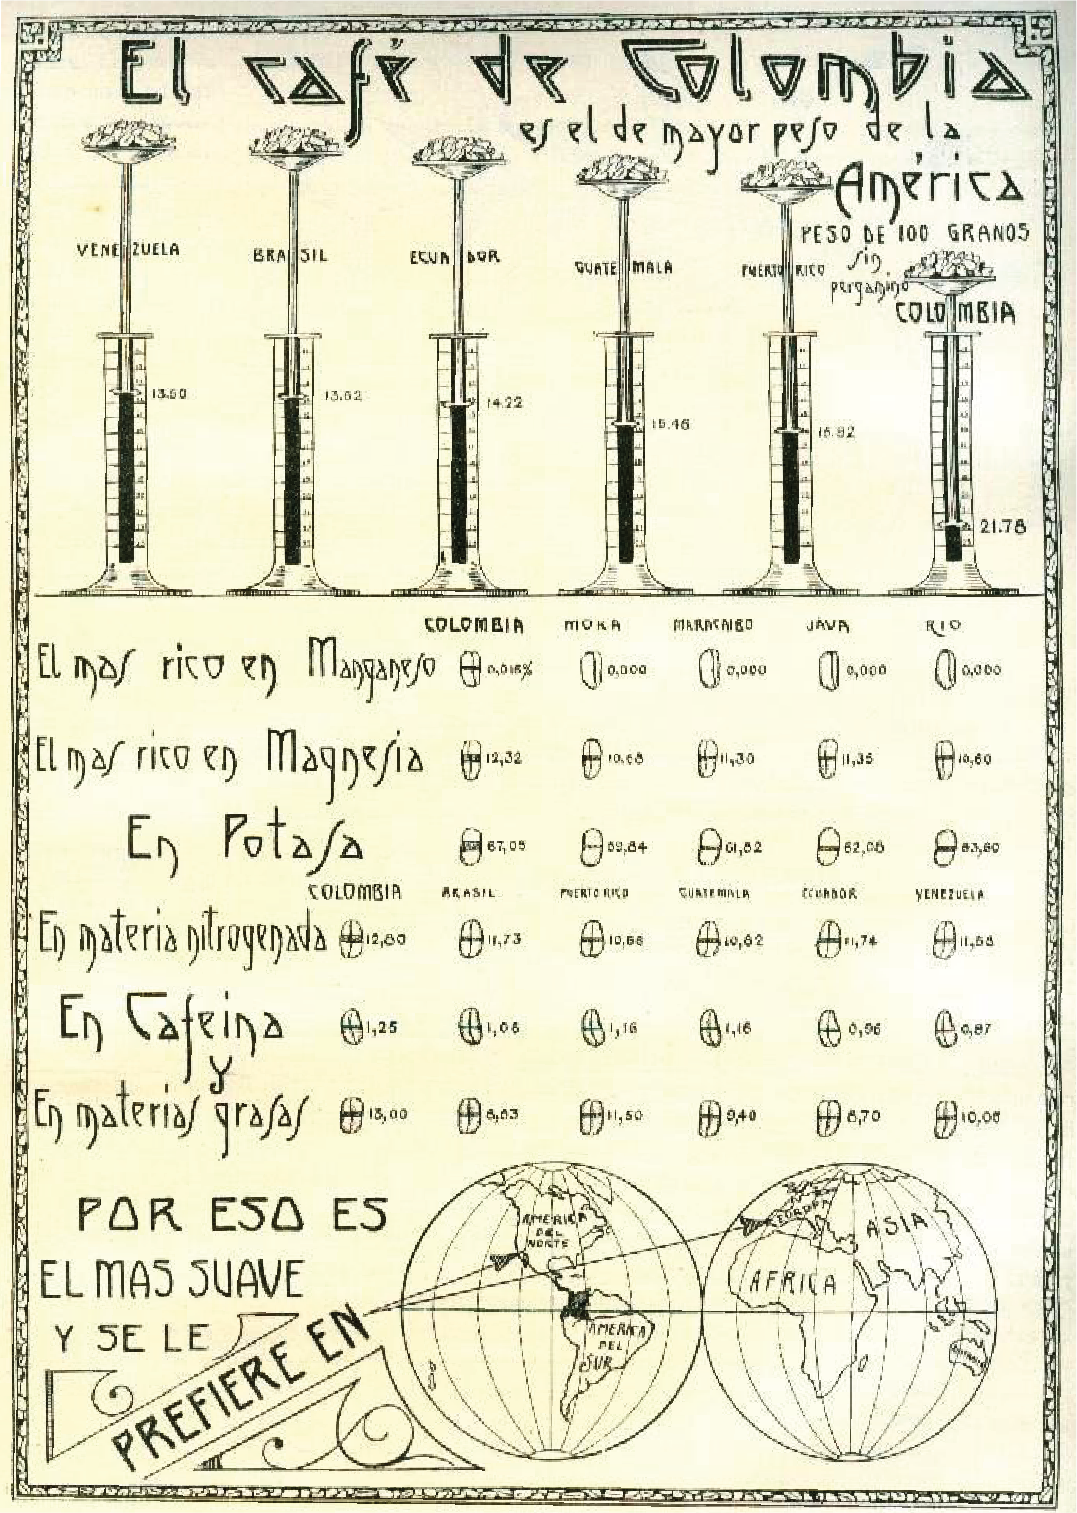 El café de Colombia
es el de mayor peso de la
América
PESO DE 100 GRANOS
sin
pergamino
VENEZUELA
BRASIL
ECUADOR
GUATEMALA
PUERTO RICO
COLOMBIA
13.60
13.62
14.22
15.46
15.82
21.78
COLOMBIA MOKA MARACAIBO JAVA RIO
El mas rico en Manganeso 0,016% 0,000 0,000 0,000 0,000
El mas rico en Magnesia 12,32 10,68 11,30 11,35 10,60
En Potasa 67,05 59,84 61,82 62,08 63,60
COLOMBIA BRASIL PUERTO RICO GUATEMALA ECUADOR VENEZUELA
En materia nitrogenada 12,80 11,73 10,68 10,62 11,74 11,58
En Cafeina 1,25 1,06 1,16 1,16 0,96 0,87
y
En materias grasas 13,00 8,63 11,50 9,40 8,70 10,08
POR ESO ES
EL MAS SUAVE
Y SE LE
PREFIERE EN
AMERICA
DEL
NORTE
AMERICA
DEL
SUR
EUROPA
ASIA
AFRICA